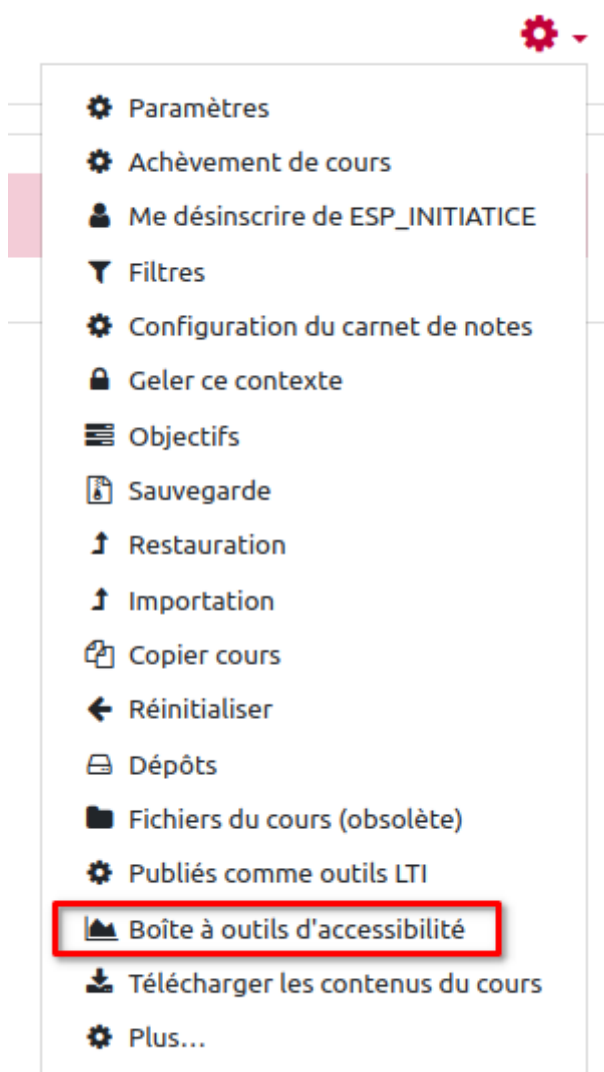 Paramètres
Achèvement de cours
Me désinscrire de ESP_INITIATICE
Filtres
Configuration du carnet de notes
Geler ce contexte
Objectifs
Sauvegarde
Restauration
Importation
Copier cours
Réinitialiser
Dépôts
Fichiers du cours (obsolète)
Publiés comme outils LTI
Boîte à outils d'accessibilité
Télécharger les contenus du cours
Plus...